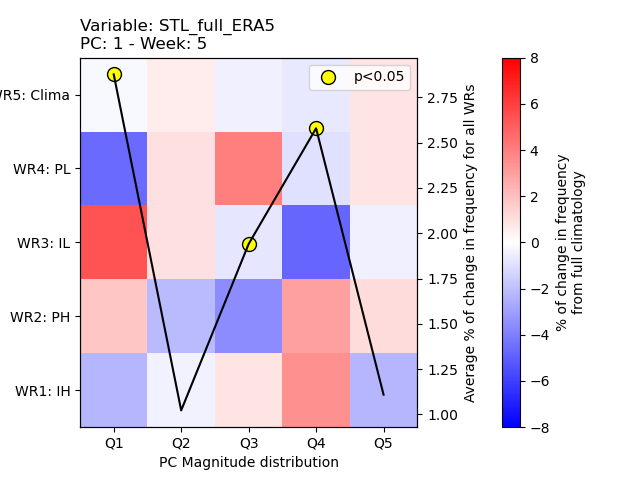 Variable: STL_full_ERA5
PC: 1 - Week: 5
p<0.05
WR5: Clima
WR4: PL
WR3: IL
WR2: PH
WR1: IH
Q1 Q2 Q3 Q4 Q5
PC Magnitude distribution
2.75
2.50
2.25
2.00
1.75
1.50
1.25
1.00
Average % of change in frequency for all WRs
8
6
4
2
0
−2
−4
−6
−8
% of change in frequency
from full climatology